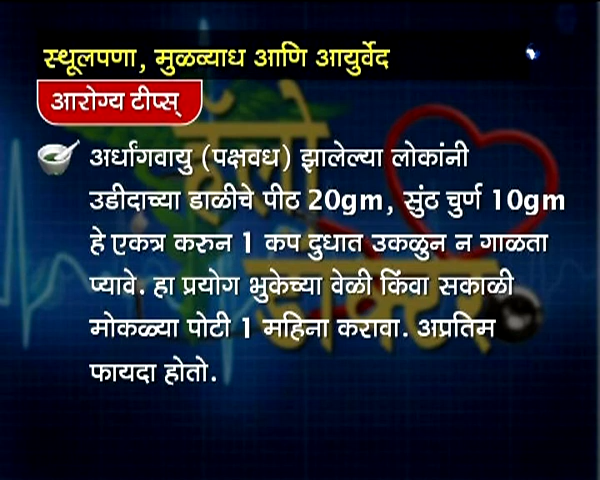 स्थूलपणा, मुळव्याध आणि आयुर्वेद
आरोग्य टीप्स्
अर्धांगवायु (पक्षवध) झालेल्या लोकांनी
उडीदाच्या डाळीचे पीठ 20gm, सुंठ चुर्ण 10gm
हे एकत्र करुन 1 कप दुधात उकळुन न गाळता
प्यावे. हा प्रयोग भुकेच्या वेळी किंवा सकाळी
मोकळ्या पोटी 1 महिना करावा. अप्रतिम
फायदा होतो.
हॅलो
डॉक्टर